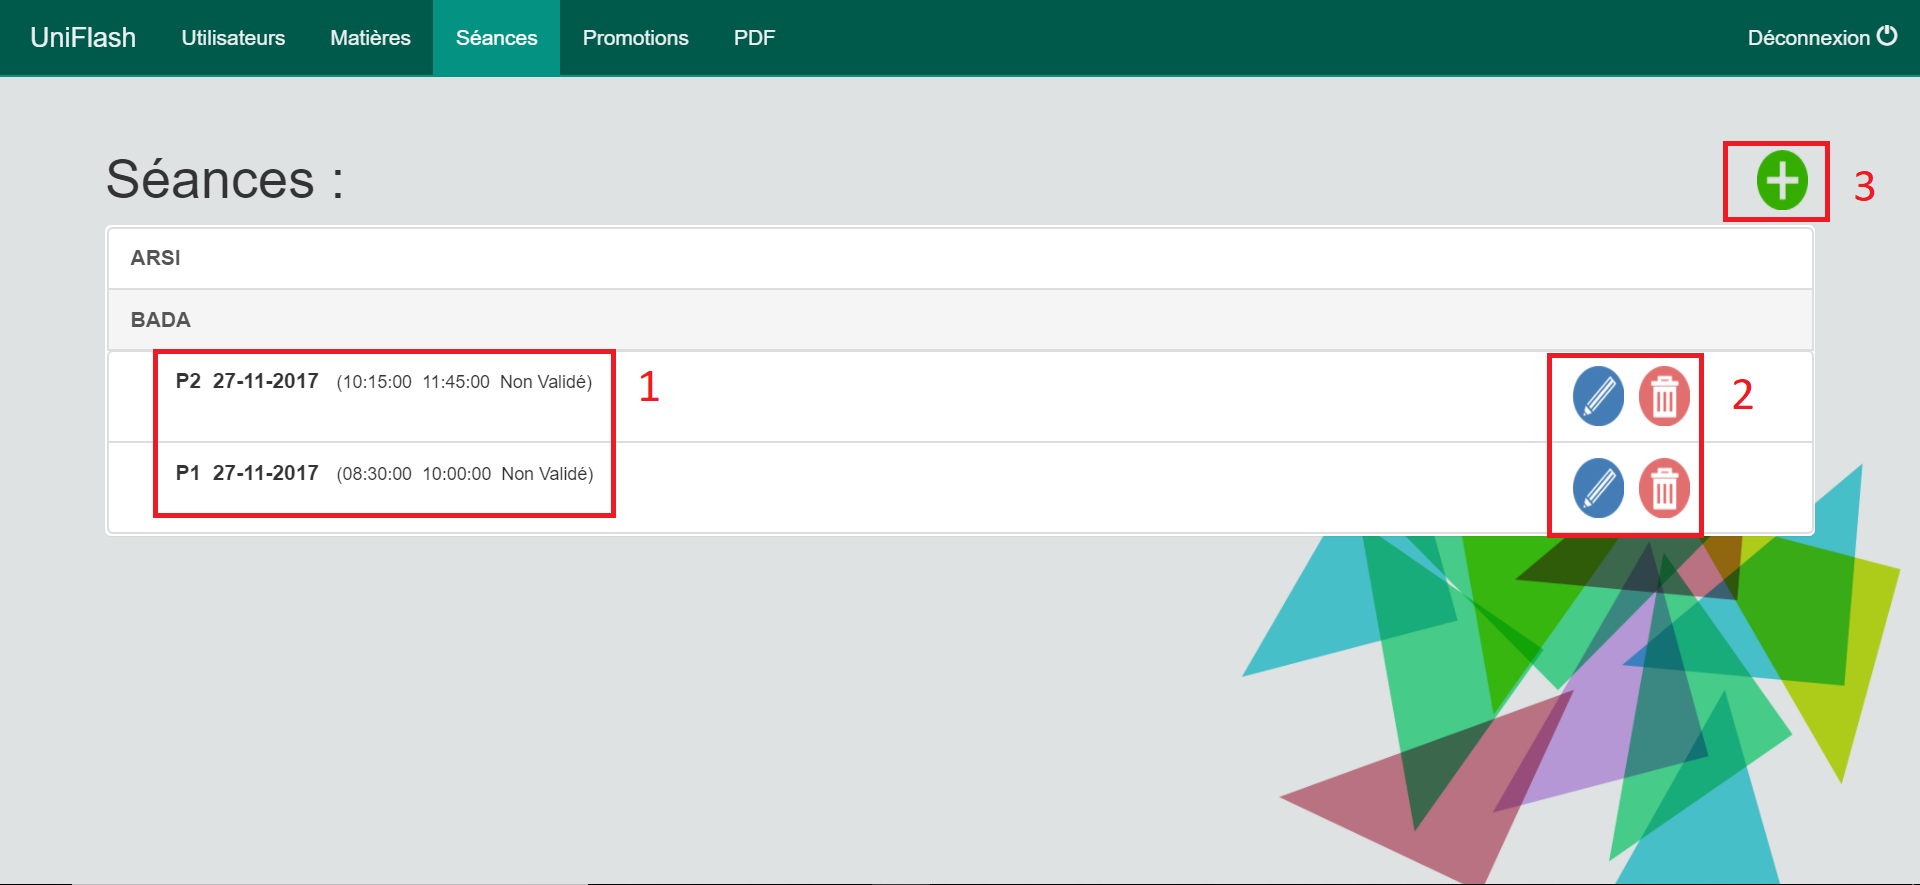 UniFlash Utilisateurs Matières Séances Promotions PDF Déconnexion
Séances :
3
ARSI
BADA
P2 27-11-2017 (10:15:00 11:45:00 Non Validé)
1
2
P1 27-11-2017 (08:30:00 10:00:00 Non Validé)